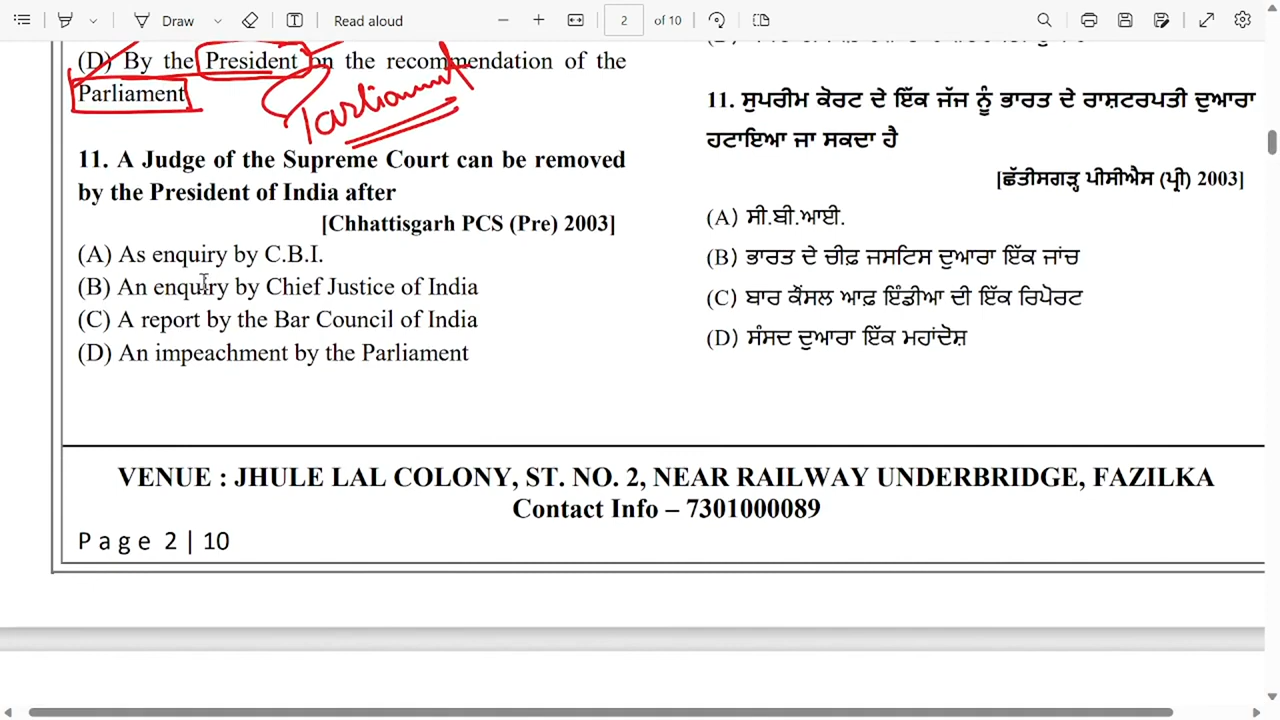 Draw
Read aloud
2
of 10
(D) By the President on the recommendation of the
Parliament
Parliament
11. A Judge of the Supreme Court can be removed
by the President of India after
[Chhattisgarh PCS (Pre) 2003]
(A) As enquiry by C.B.I.
(B) An enquiry by Chief Justice of India
(C) A report by the Bar Council of India
(D) An impeachment by the Parliament
11. ਸੁਪਰੀਮ ਕੋਰਟ ਦੇ ਇੱਕ ਜੱਜ ਨੂੰ ਭਾਰਤ ਦੇ ਰਾਸ਼ਟਰਪਤੀ ਦੁਆਰਾ
ਹਟਾਇਆ ਜਾ ਸਕਦਾ ਹੈ
[ਛੱਤੀਸਗੜ੍ਹ ਪੀਸੀਐਸ (ਪ੍ਰੀ) 2003]
(A) ਸੀ.ਬੀ.ਆਈ.
(B) ਭਾਰਤ ਦੇ ਚੀਫ਼ ਜਸਟਿਸ ਦੁਆਰਾ ਇੱਕ ਜਾਂਚ
(C) ਬਾਰ ਕੌਂਸਲ ਆਫ਼ ਇੰਡੀਆ ਦੀ ਇੱਕ ਰਿਪੋਰਟ
(D) ਸੰਸਦ ਦੁਆਰਾ ਇੱਕ ਮਹਾਂਦੋਸ਼
VENUE : JHULE LAL COLONY, ST. NO. 2, NEAR RAILWAY UNDERBRIDGE, FAZILKA
Contact Info – 7301000089
Page 2 | 10